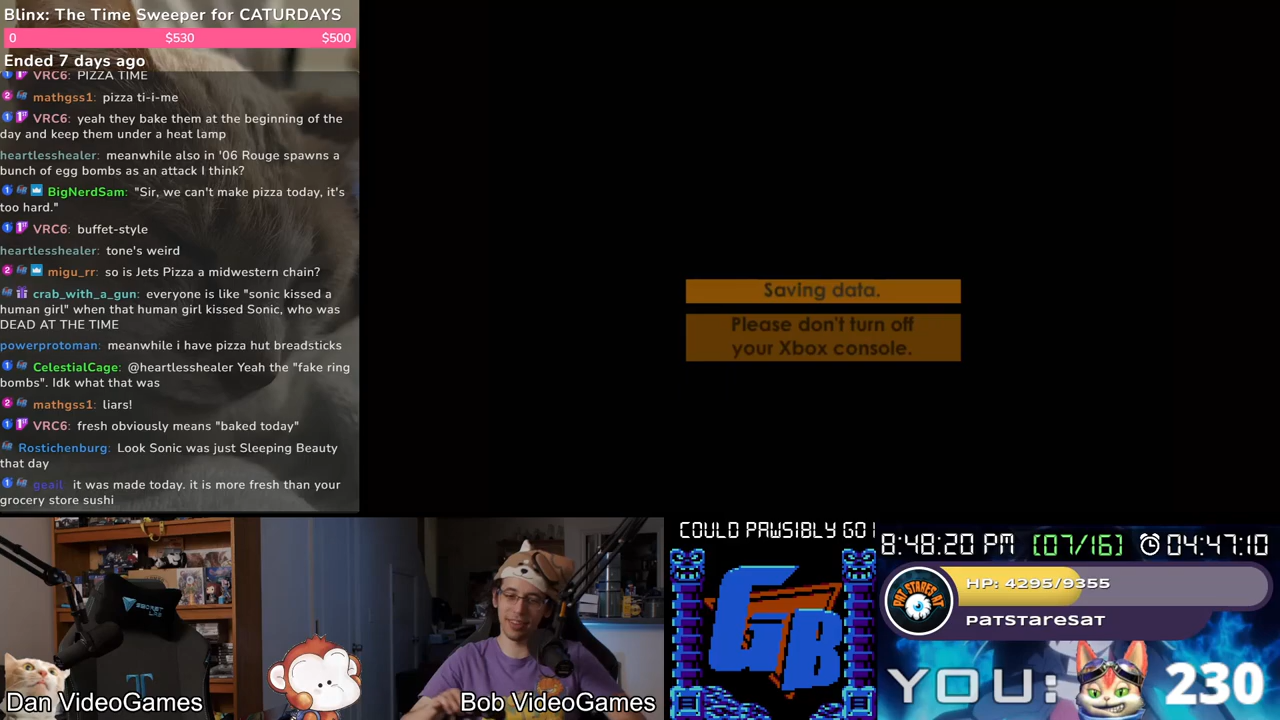 Blinx: The Time Sweeper for CATURDAYS
0 $530 $500
Ended 7 days ago
VRC6: PIZZA TIME
mathgss1: pizza ti-i-me
VRC6: yeah they bake them at the beginning of the
day and keep them under a heat lamp
heartlesshealer: meanwhile also in '06 Rouge spawns a
bunch of egg bombs as an attack I think?
BigNerdSam: "Sir, we can't make pizza today, it's
too hard."
VRC6: buffet-style
heartlesshealer: tone's weird
migu_rr: so is Jets Pizza a midwestern chain?
crab_with_a_gun: everyone is like "sonic kissed a
human girl" when that human girl kissed Sonic, who was
DEAD AT THE TIME
powerprotoman: meanwhile i have pizza hut breadsticks
CelestialCage: @heartlesshealer Yeah the "fake ring
bombs". Idk what that was
mathgss1: liars!
VRC6: fresh obviously means "baked today"
Rostichenburg: Look Sonic was just Sleeping Beauty
that day
geail: it was made today. it is more fresh than your
grocery store sushi
Saving data.
Please don't turn off
your Xbox console.
SECRET
LAB
Dan VideoGames
Bob VideoGames
COULD PAWSIBLY GO
GB
8:48:20 PM [07/16] 04:47:10
PAT STARES AT
HP: 4295/9355
PATSTARESAT
YOU: 230